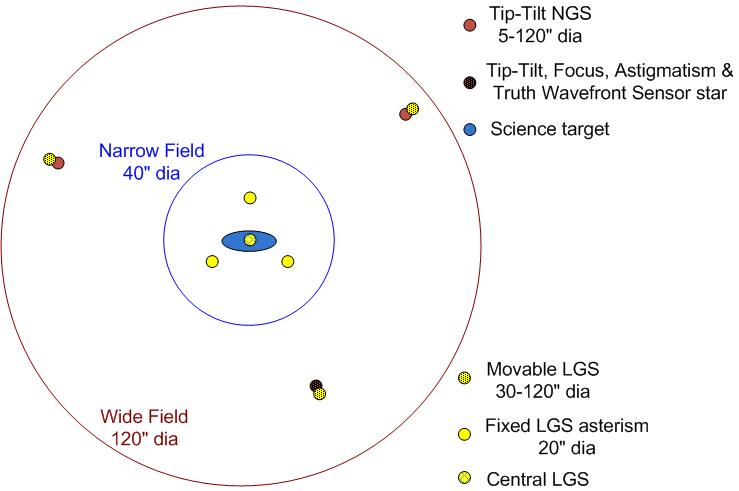 Tip-Tilt NGS
5-120" dia
Tip-Tilt, Focus, Astigmatism &
Truth Wavefront Sensor star
Science target
Narrow Field
40" dia
Wide Field
120" dia
Movable LGS
30-120" dia
Fixed LGS asterism
20" dia
Central LGS